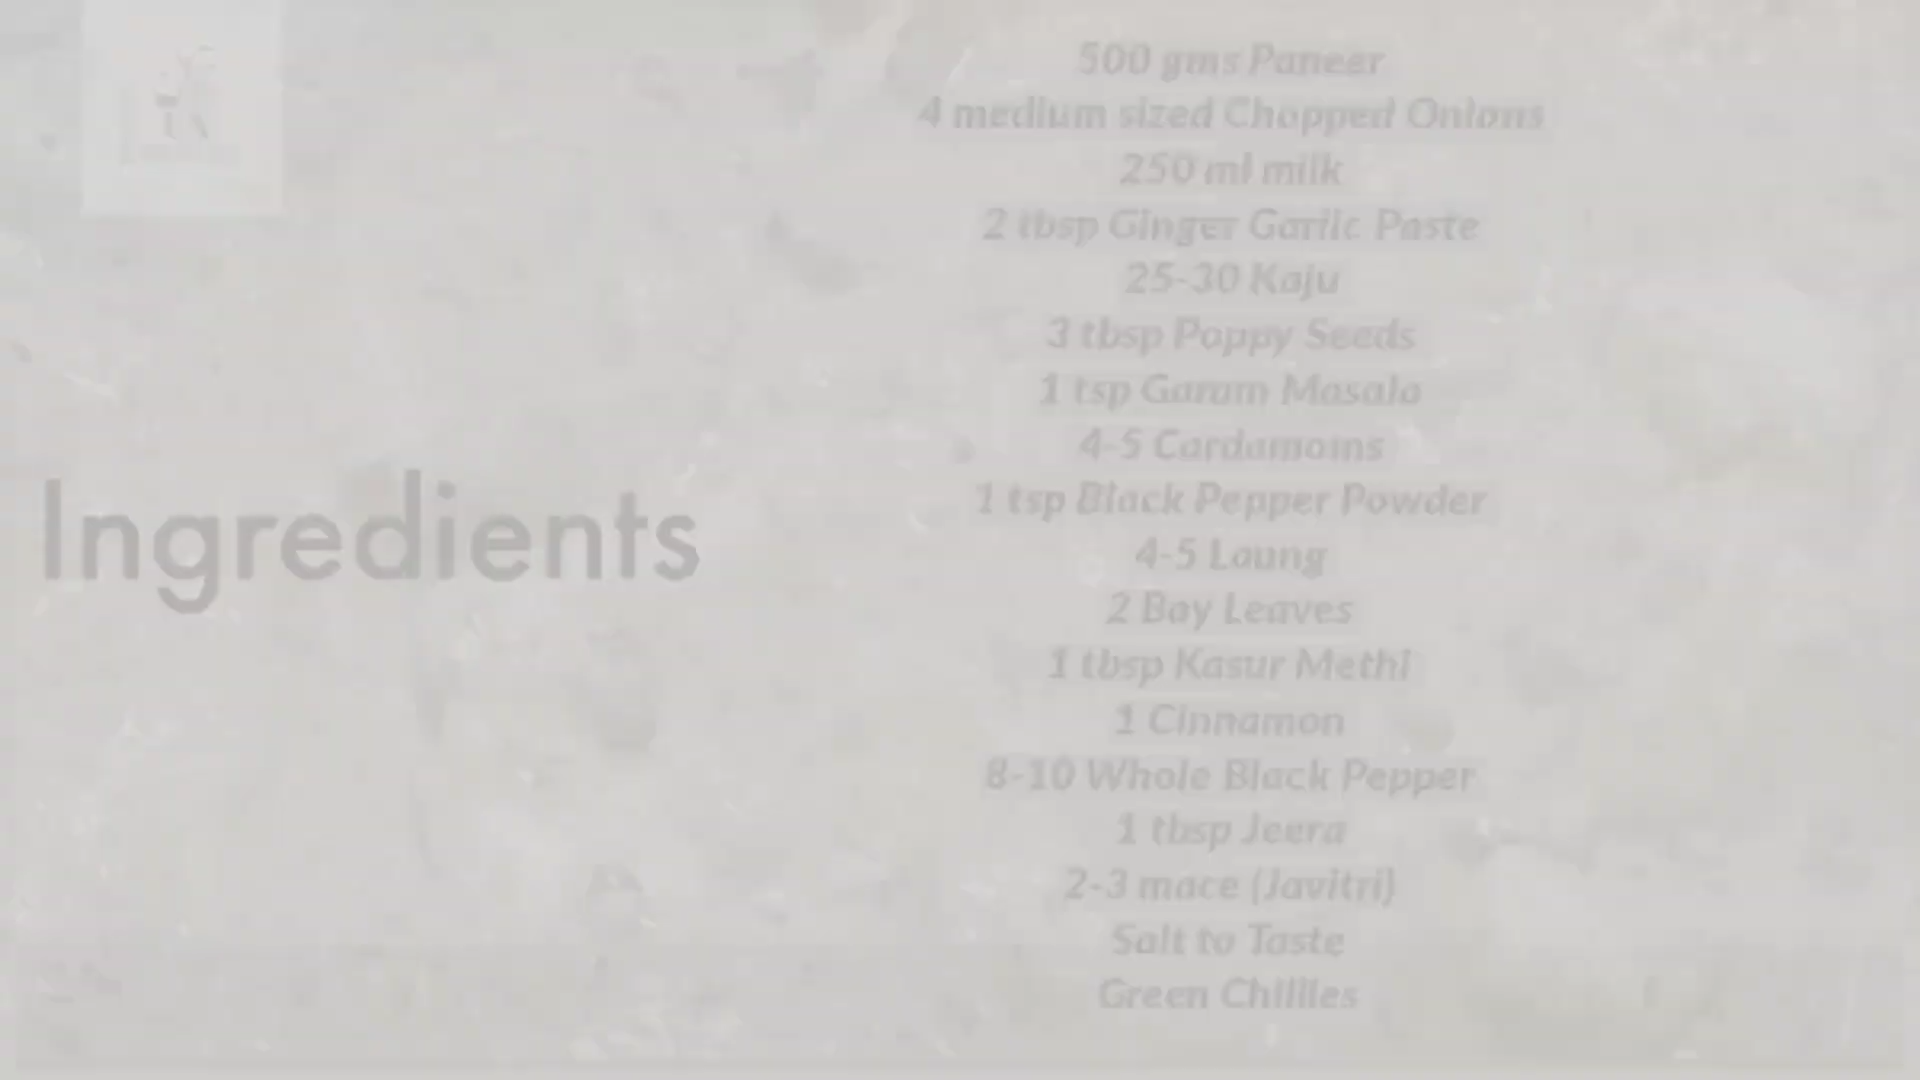 Ingredients
500 gms Paneer
4 medium sized Chopped Onions
250 ml milk
2 tbsp Ginger Garlic Paste
25-30 Kaju
3 tbsp Poppy Seeds
1 tsp Garam Masala
4-5 Cardamoms
1 tsp Black Pepper Powder
4-5 Laung
2 Bay Leaves
1 tbsp Kasur Methi
1 Cinnamon
8-10 Whole Black Pepper
1 tbsp Jeera
2-3 mace (Javitri)
Salt to Taste
Green Chillies